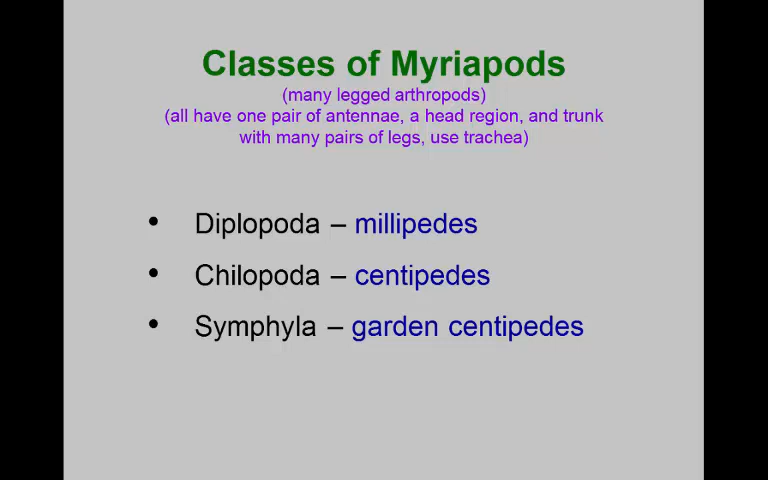 Classes of Myriapods
(many legged arthropods)
(all have one pair of antennae, a head region, and trunk
with many pairs of legs, use trachea)
• Diplopoda – millipedes
• Chilopoda – centipedes
• Symphyla – garden centipedes